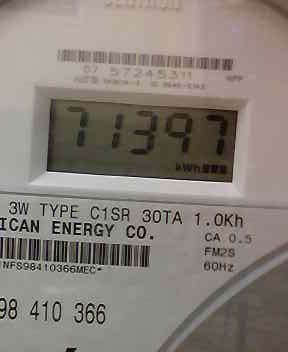 07 57245311
71397
kWh
3W TYPE C1SR 30TA 1.0Kh
ICAN ENERGY CO.
CA 0.5
FM2S
60Hz
*NFS98410366MEC*
98 410 366